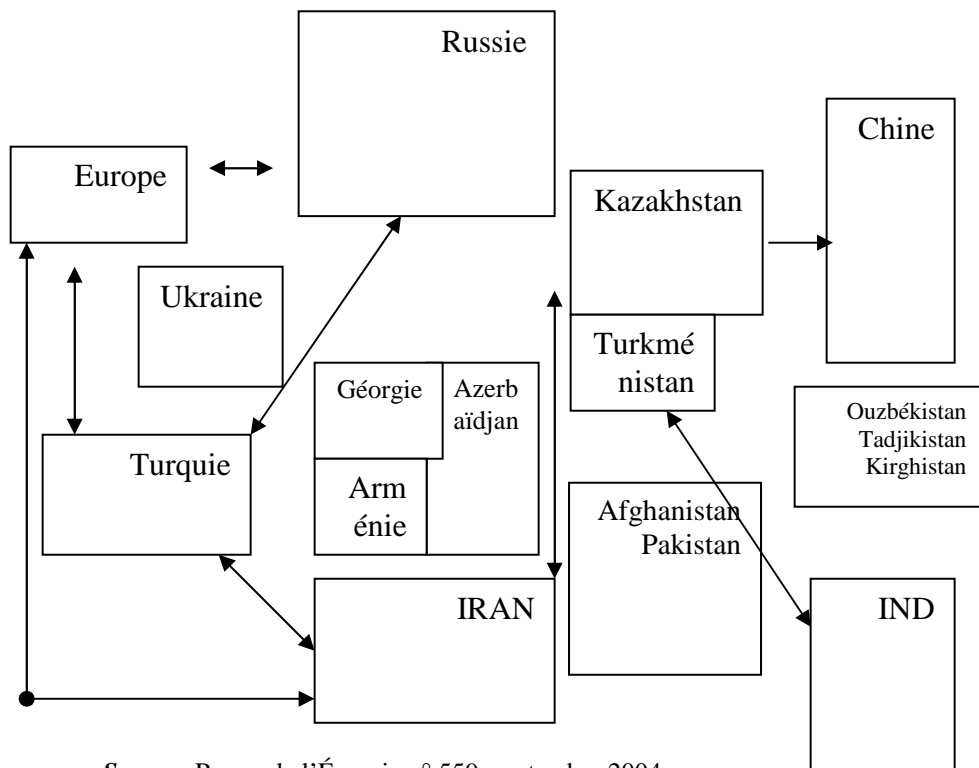 Russie
Chine
Europe
Kazakhstan
Ukraine
Turkmé
nistan
Géorgie
Azerb
aïdjan
Ouzbékistan
Tadjikistan
Kirghistan
Turquie
Arm
énie
Afghanistan
Pakistan
IRAN
IND